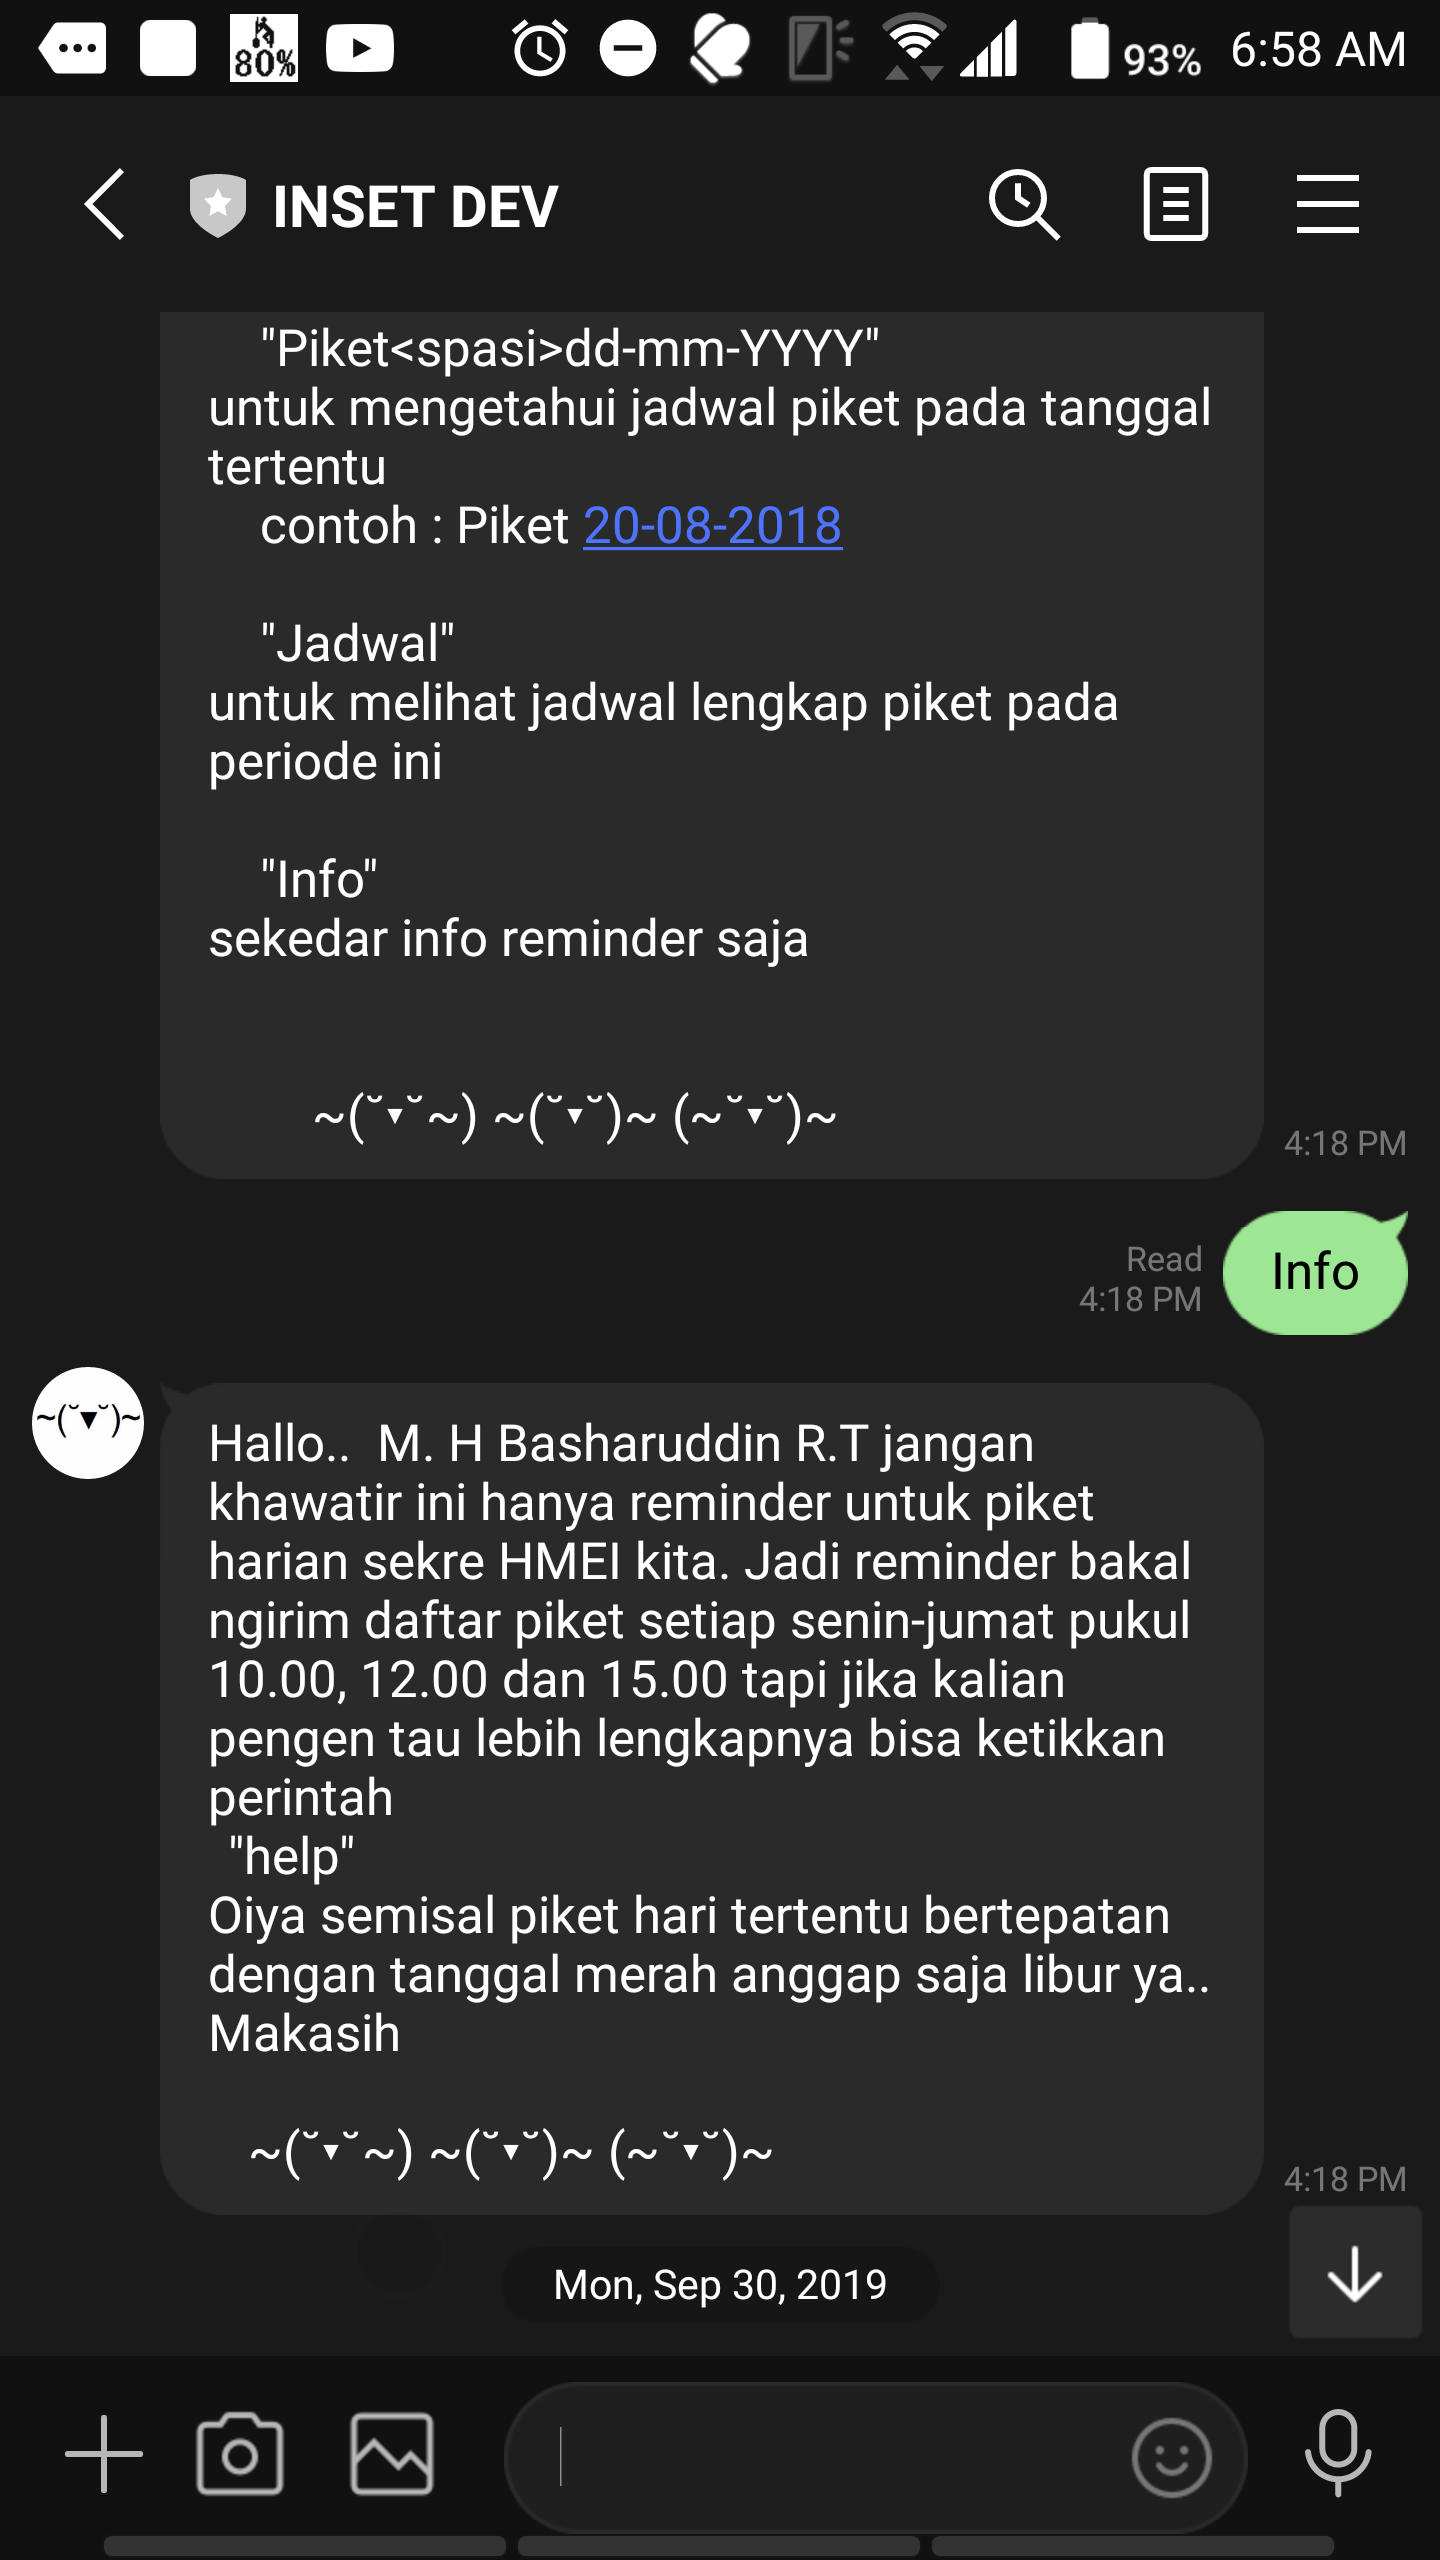 80%
93% 6:58 AM
INSET DEV
"Piket<spasi>dd-mm-YYYY"
untuk mengetahui jadwal piket pada tanggal
tertentu
contoh : Piket 20-08-2018
"Jadwal"
untuk melihat jadwal lengkap piket pada
periode ini
"Info"
sekedar info reminder saja
~(˘▾˘~) ~(˘▾˘)~ (~˘▾˘)~
4:18 PM
Info
Read
4:18 PM
~(˘▾˘)~
Hallo..  M. H Basharuddin R.T jangan
khawatir ini hanya reminder untuk piket
harian sekre HMEI kita. Jadi reminder bakal
ngirim daftar piket setiap senin-jumat pukul
10.00, 12.00 dan 15.00 tapi jika kalian
pengen tau lebih lengkapnya bisa ketikkan
perintah
"help"
Oiya semisal piket hari tertentu bertepatan
dengan tanggal merah anggap saja libur ya..
Makasih
~(˘▾˘~) ~(˘▾˘)~ (~˘▾˘)~
4:18 PM
Mon, Sep 30, 2019